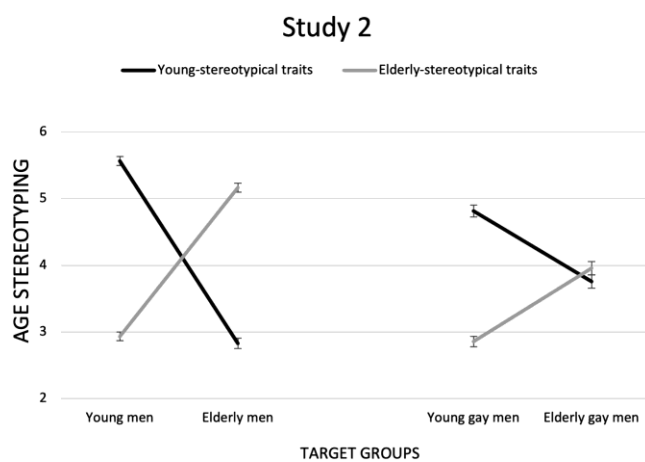 Study 2
Young-stereotypical traits Elderly-stereotypical traits
6
5
4
3
2
AGE STEREOTYPING
Young men Elderly men Young gay men Elderly gay men
TARGET GROUPS